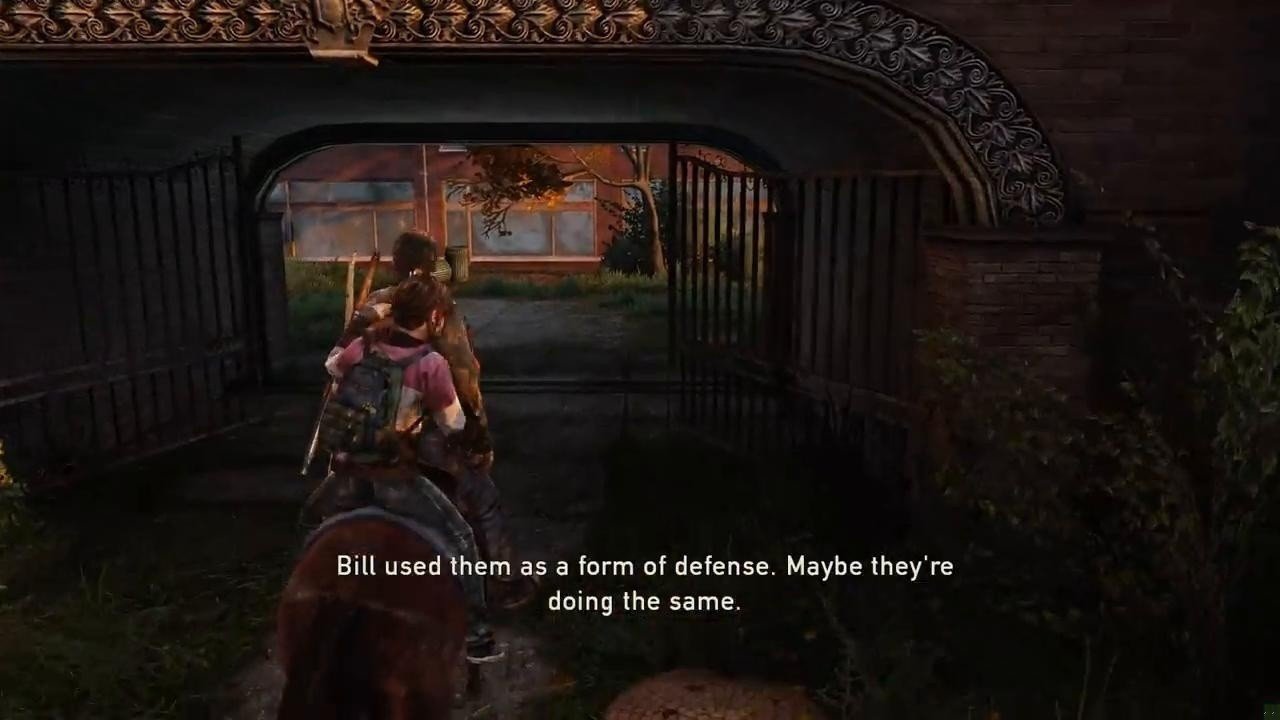 Bill used them as a form of defense. Maybe they're
doing the same.